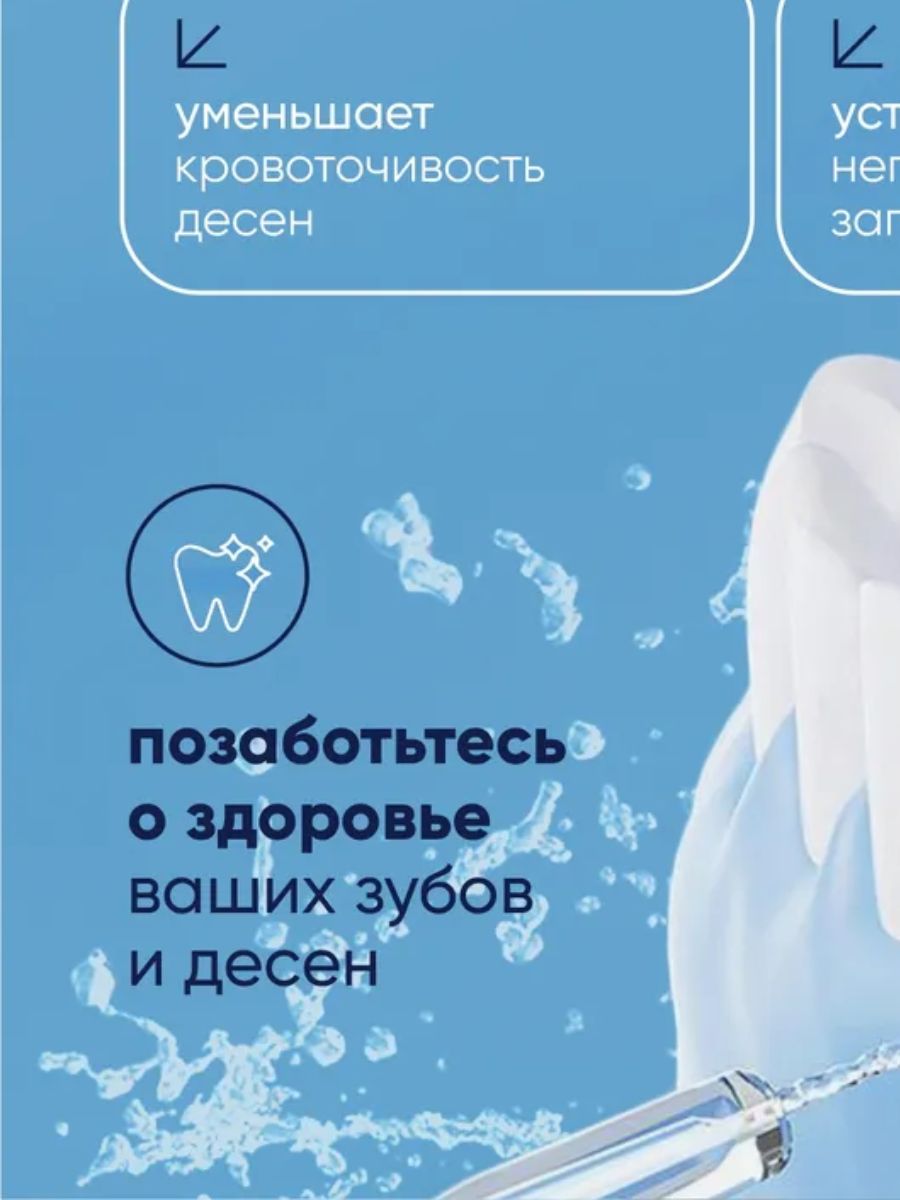 уменьшает
кровоточивость
десен
позаботьтесь
о здоровье
ваших зубов
и десен